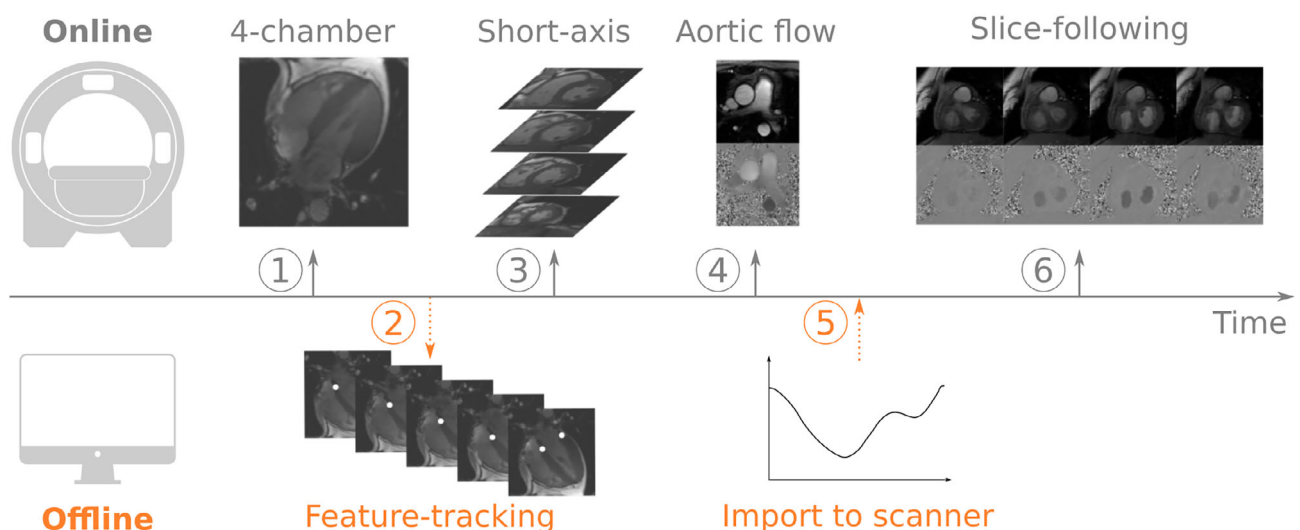 Online
4-chamber
Short-axis
Aortic flow
Slice-following
1
3
4
6
2
5
Time
Offline
Feature-tracking
Import to scanner